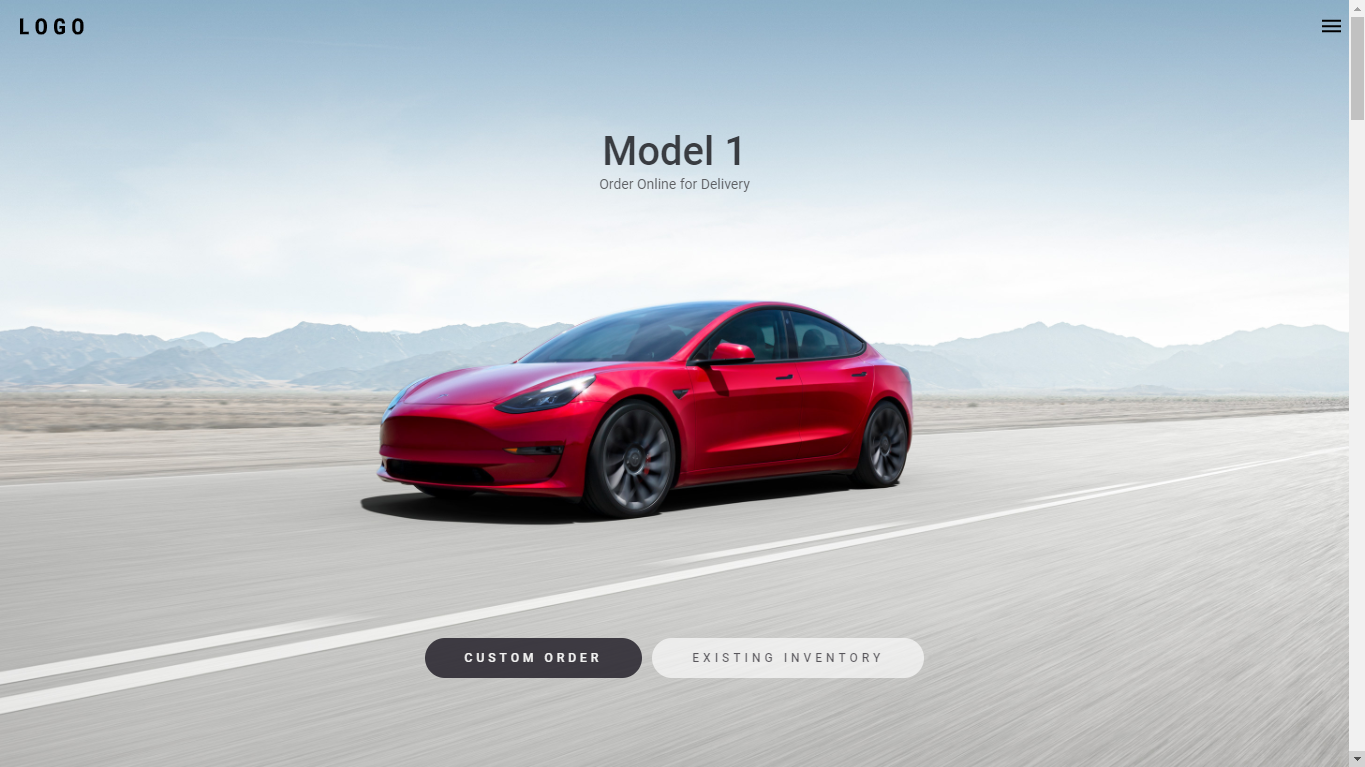 LOGO
Model 1
Order Online for Delivery
CUSTOM ORDER
EXISTING INVENTORY